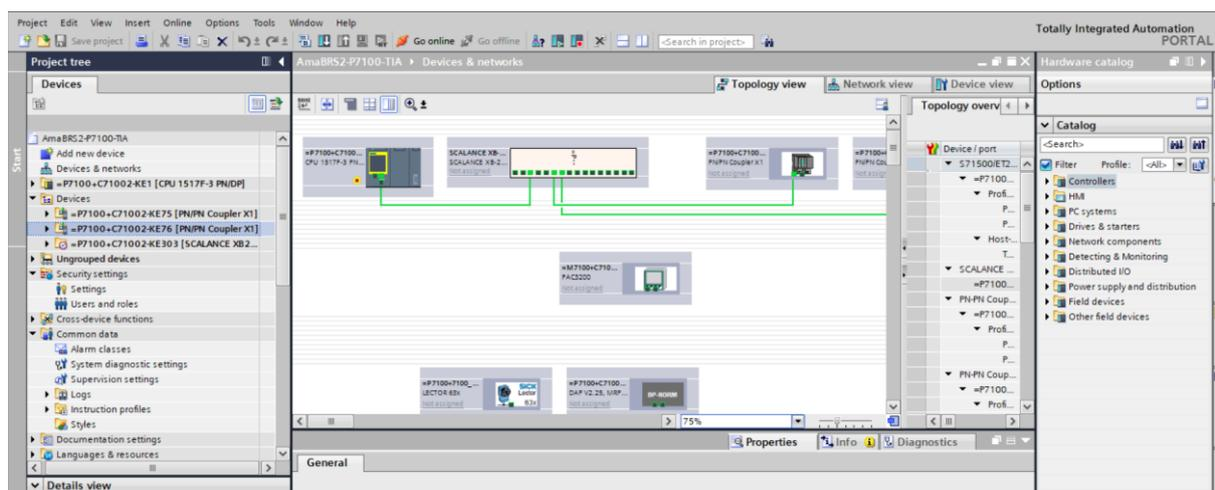 Project Edit View Insert Online Options Tools Window Help
Totally Integrated Automation
PORTAL
Save project Go online Go offline <Search in project>
Project tree
AmaBRS2-P7100-TIA Devices & networks
Hardware catalog
Devices
Topology view Network view Device view
Options
Topology overv
Start
AmaBRS2-P7100-TIA
Add new device
Devices & networks
=P7100+C71002-KE1 [CPU 1517F-3 PN/DP]
Devices
=P7100+C71002-KE75 [PN/PN Coupler X1]
=P7100+C71002-KE76 [PN/PN Coupler X1]
=P7100+C71002-KE303 [SCALANCE XB2...
Ungrouped devices
Security settings
Settings
Users and roles
Cross-device functions
Common data
Alarm classes
System diagnostic settings
Supervision settings
Logs
Instruction profiles
Styles
Documentation settings
Languages & resources
Details view
=P7100+C7100...
CPU 1517F-3 PN...
SCALANCE XB-...
SCALANCE XB-2...
Not assigned
=P7100+C7100...
PN/PN Coupler X1
Not assigned
=P7100+
PN/PN Cou
Not assign
=M7100+C710...
PAC3200
Not assigned
=P7100+7100_...
LECTOR 63x
Not assigned
SICK
Lector
63x
=P7100+C7100...
DAP V2.25, MRP...
Not assigned
DP-NORM
75%
Properties Info Diagnostics
General
Device / port
S71500/ET2...
=P7100...
Profi...
P...
P...
Host-...
T...
SCALANCE ...
=P7100...
PN-PN Coup...
=P7100...
Profi...
P...
P...
PN-PN Coup...
=P7100...
Profi...
Catalog
<Search>
Filter Profile: <All>
Controllers
HMI
PC systems
Drives & starters
Network components
Detecting & Monitoring
Distributed I/O
Power supply and distribution
Field devices
Other field devices